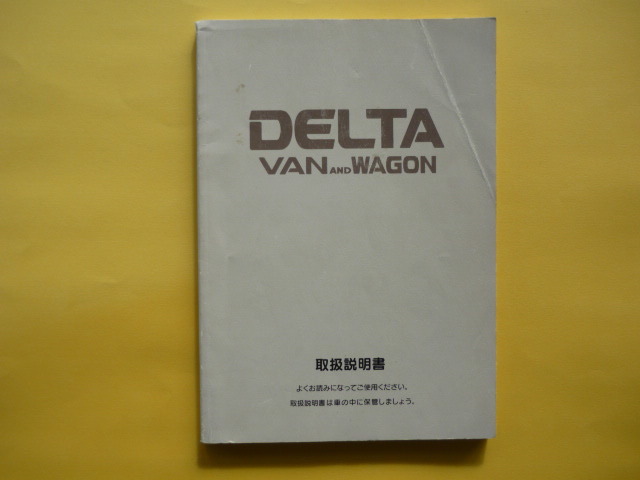 DELTA
VAN AND WAGON
取扱説明書
よくお読みになってご使用ください。
取扱説明書は車の中に保管しましょう。